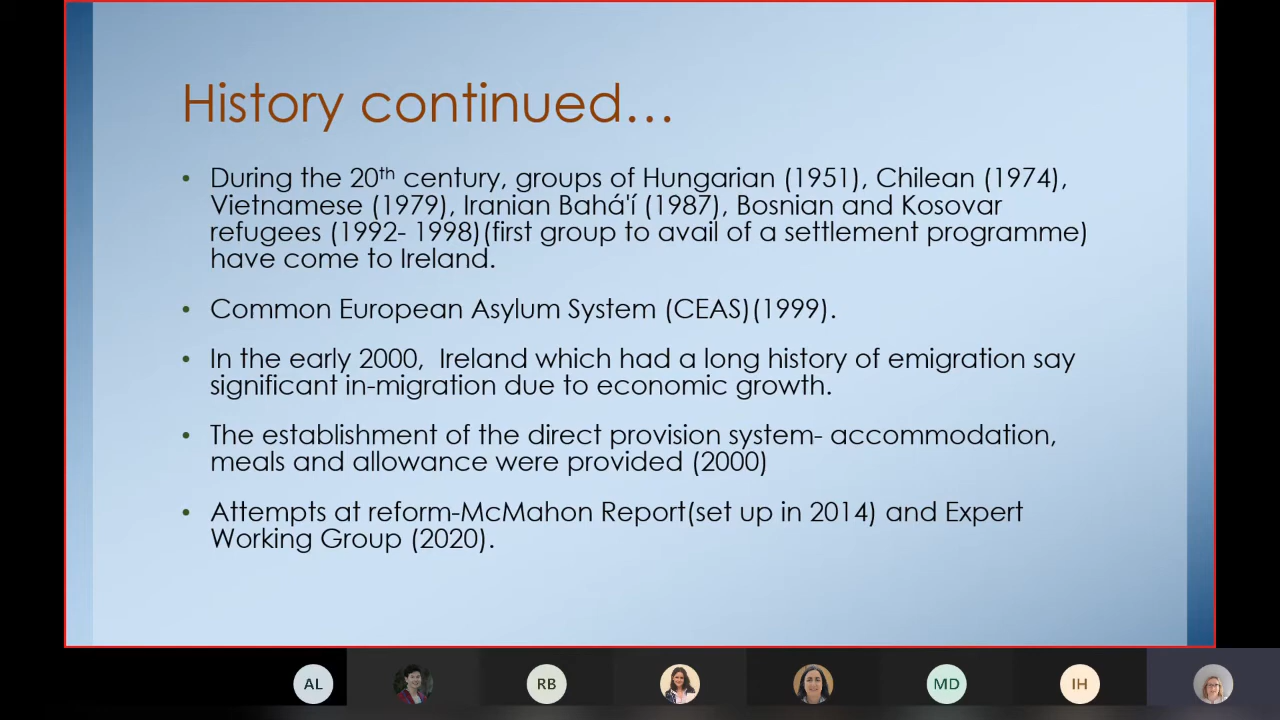 History continued…
• During the 20th century, groups of Hungarian (1951), Chilean (1974),
Vietnamese (1979), Iranian Bahá'í (1987), Bosnian and Kosovar
refugees (1992- 1998)(first group to avail of a settlement programme)
have come to Ireland.
• Common European Asylum System (CEAS)(1999).
• In the early 2000,  Ireland which had a long history of emigration say
significant in-migration due to economic growth.
• The establishment of the direct provision system- accommodation,
meals and allowance were provided (2000)
• Attempts at reform-McMahon Report(set up in 2014) and Expert
Working Group (2020).
AL RB MD IH